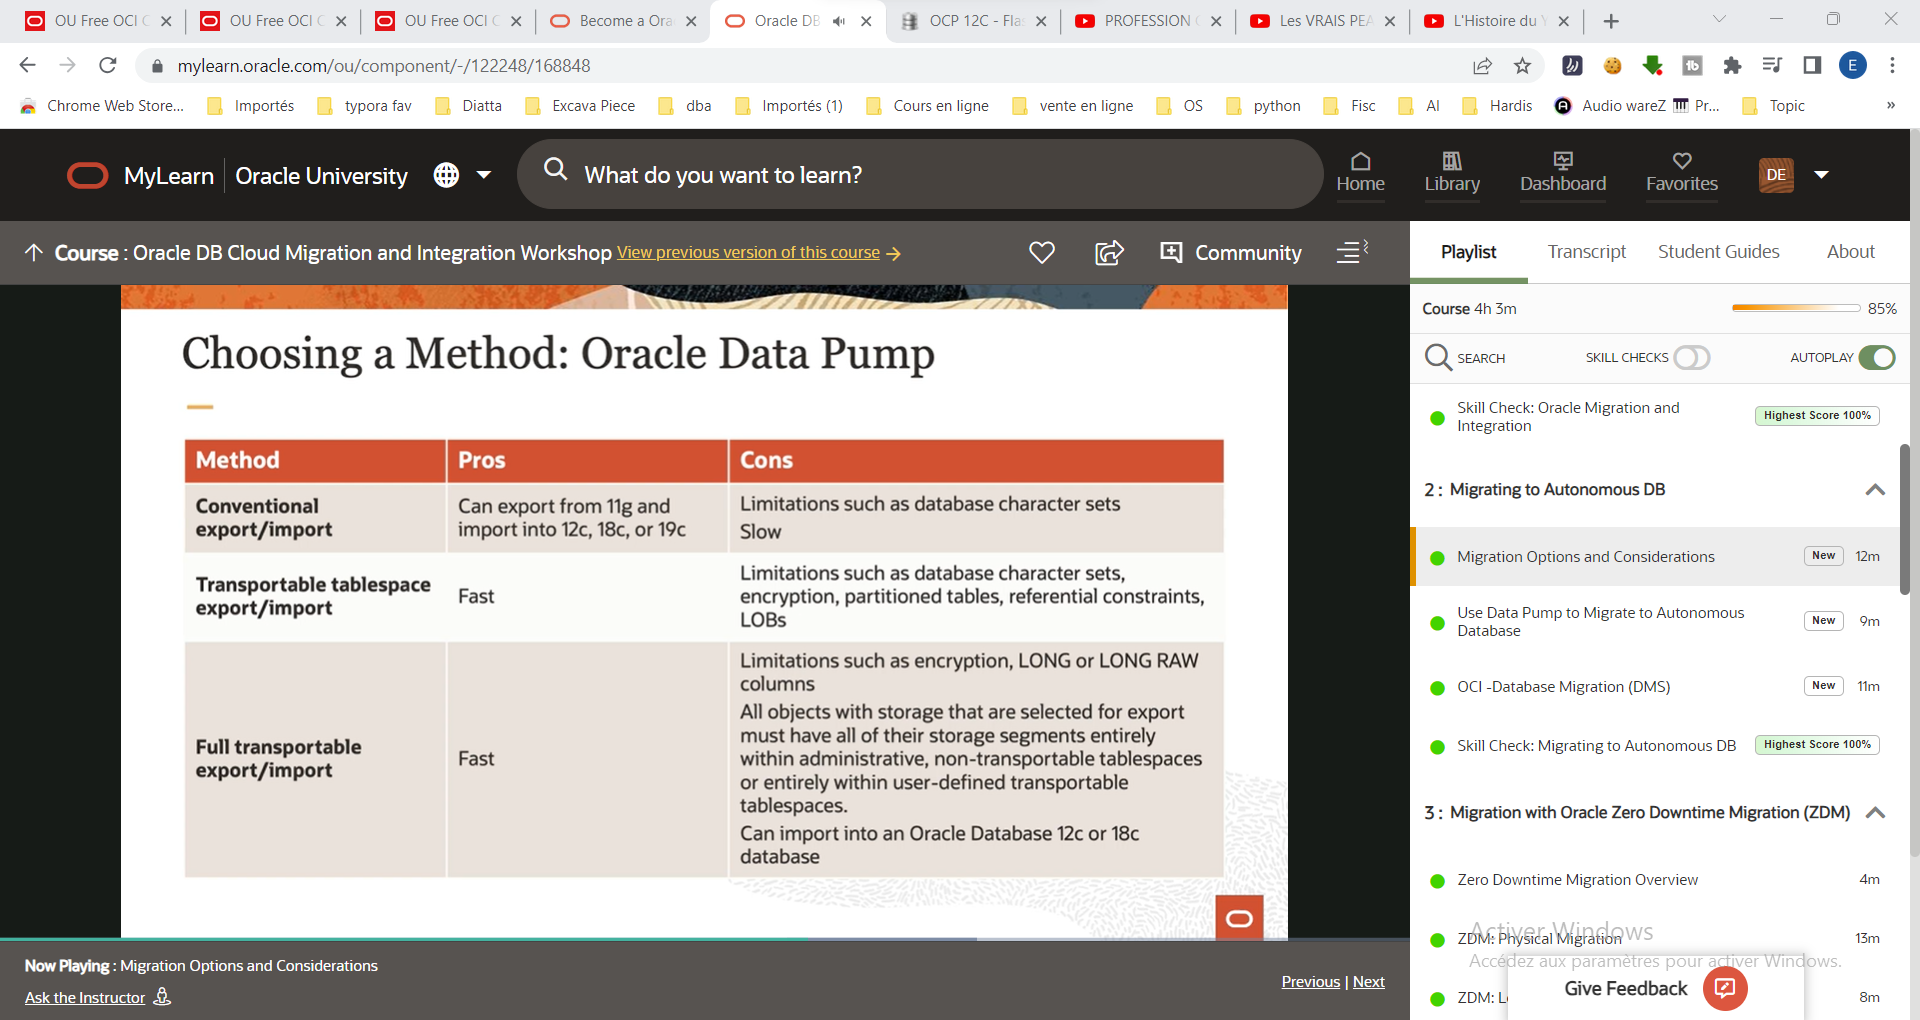 OU Free OCI C
OU Free OCI C
OU Free OCI C
Become a Ora
Oracle DB
OCP 12C - Fla
PROFESSION
Les VRAIS PEA
L'Histoire du
mylearn.oracle.com/ou/component/-/122248/168848
E
Chrome Web Store...
Importés
typora fav
Diatta
Excava Piece
dba
Importés (1)
Cours en ligne
vente en ligne
OS
python
Fisc
AI
Hardis
Audio wareZ
Pr...
Topic
»
MyLearn
Oracle University
What do you want to learn?
Home
Library
Dashboard
Favorites
DE
Course : Oracle DB Cloud Migration and Integration Workshop View previous version of this course
Community
Playlist
Transcript
Student Guides
About
Choosing a Method: Oracle Data Pump
Method
Pros
Cons
Conventional
export/import
Can export from 11g and
import into 12c, 18c, or 19c
Limitations such as database character sets
Slow
Transportable tablespace
export/import
Fast
Limitations such as database character sets,
encryption, partitioned tables, referential constraints,
LOBs
Full transportable
export/import
Fast
Limitations such as encryption, LONG or LONG RAW
columns
All objects with storage that are selected for export
must have all of their storage segments entirely
within administrative, non-transportable tablespaces
or entirely within user-defined transportable
tablespaces.
Can import into an Oracle Database 12c or 18c
database
Now Playing : Migration Options and Considerations
Ask the Instructor
Previous | Next
Course 4h 3m
85%
SEARCH
SKILL CHECKS
AUTOPLAY
Skill Check: Oracle Migration and
Integration
Highest Score 100%
2 : Migrating to Autonomous DB
Migration Options and Considerations
New
12m
Use Data Pump to Migrate to Autonomous
Database
New
9m
OCI -Database Migration (DMS)
New
11m
Skill Check: Migrating to Autonomous DB
Highest Score 100%
3 : Migration with Oracle Zero Downtime Migration (ZDM)
Zero Downtime Migration Overview
4m
Activer Windows
ZDM: Physical Migration
13m
Accédez aux paramètres pour activer Windows.
Give Feedback
ZDM: L
8m